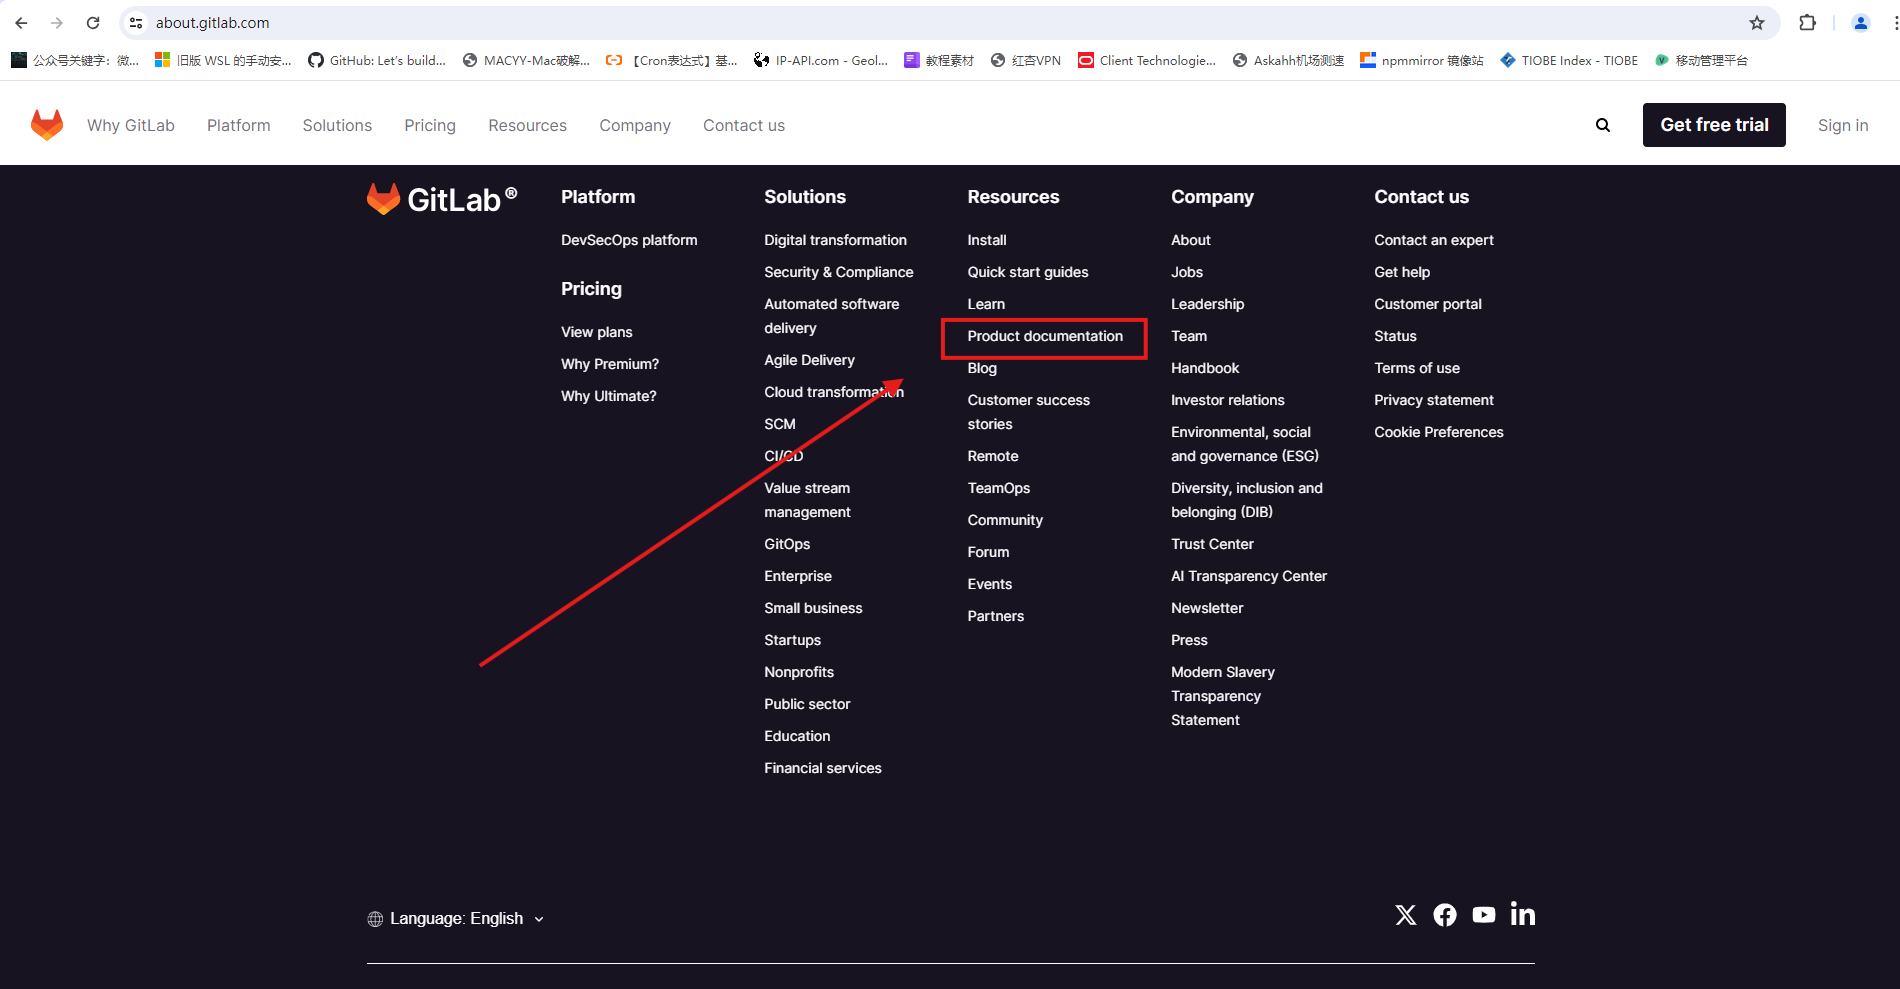 about.gitlab.com
公众号关键字：微...
旧版 WSL 的手动安...
GitHub: Let's build...
MACYY-Mac破解...
【Cron表达式】基...
IP-API.com - Geol...
教程素材
红杏VPN
Client Technologie...
Askahh机场测速
npmmirror 镜像站
TIOBE Index - TIOBE
移动管理平台
Why GitLab
Platform
Solutions
Pricing
Resources
Company
Contact us
Get free trial
Sign in
GitLab®
Platform
DevSecOps platform
Pricing
View plans
Why Premium?
Why Ultimate?
Solutions
Digital transformation
Security & Compliance
Automated software
delivery
Agile Delivery
Cloud transformation
SCM
CI/CD
Value stream
management
GitOps
Enterprise
Small business
Startups
Nonprofits
Public sector
Education
Financial services
Resources
Install
Quick start guides
Learn
Product documentation
Blog
Customer success
stories
Remote
TeamOps
Community
Forum
Events
Partners
Company
About
Jobs
Leadership
Team
Handbook
Investor relations
Environmental, social
and governance (ESG)
Diversity, inclusion and
belonging (DIB)
Trust Center
AI Transparency Center
Newsletter
Press
Modern Slavery
Transparency
Statement
Contact us
Contact an expert
Get help
Customer portal
Status
Terms of use
Privacy statement
Cookie Preferences
Language: English